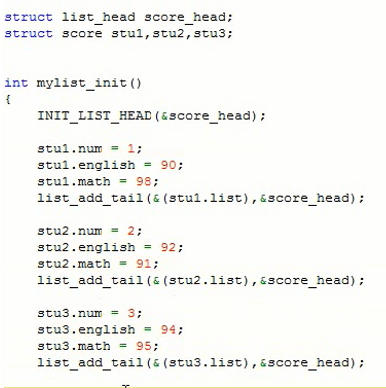 struct list_head score_head;
struct score stu1,stu2,stu3;
int mylist_init()
{
INIT_LIST_HEAD(&score_head);
stu1.num = 1;
stu1.english = 90;
stu1.math = 98;
list_add_tail(&(stu1.list),&score_head);
stu2.num = 2;
stu2.english = 92;
stu2.math = 91;
list_add_tail(&(stu2.list),&score_head);
stu3.num = 3;
stu3.english = 94;
stu3.math = 95;
list_add_tail(&(stu3.list),&score_head);